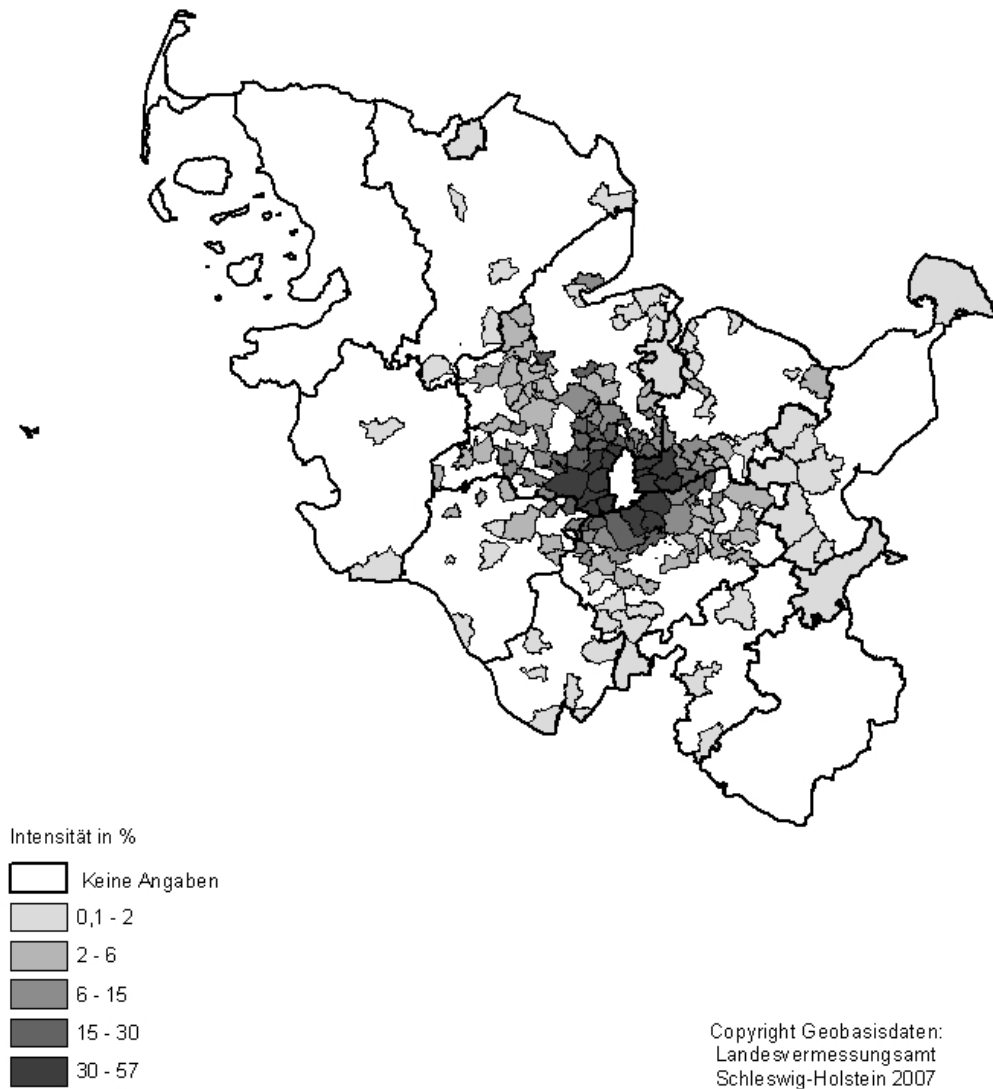 Intensität in %
Keine Angaben
0,1 - 2
2 - 6
6 - 15
15 - 30
30 - 57
Copyright Geobasisdaten:
Landesvermessungsamt
Schleswig-Holstein 2007